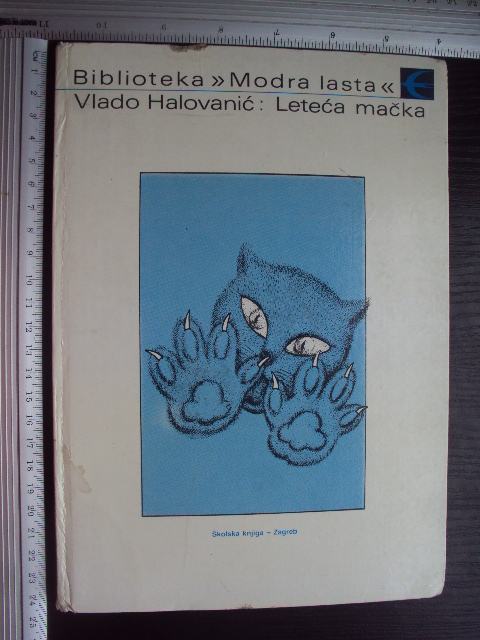 Biblioteka »Modra lasta«
Vlado Halovanić: Leteća mačka
Školska knjiga – Zagreb